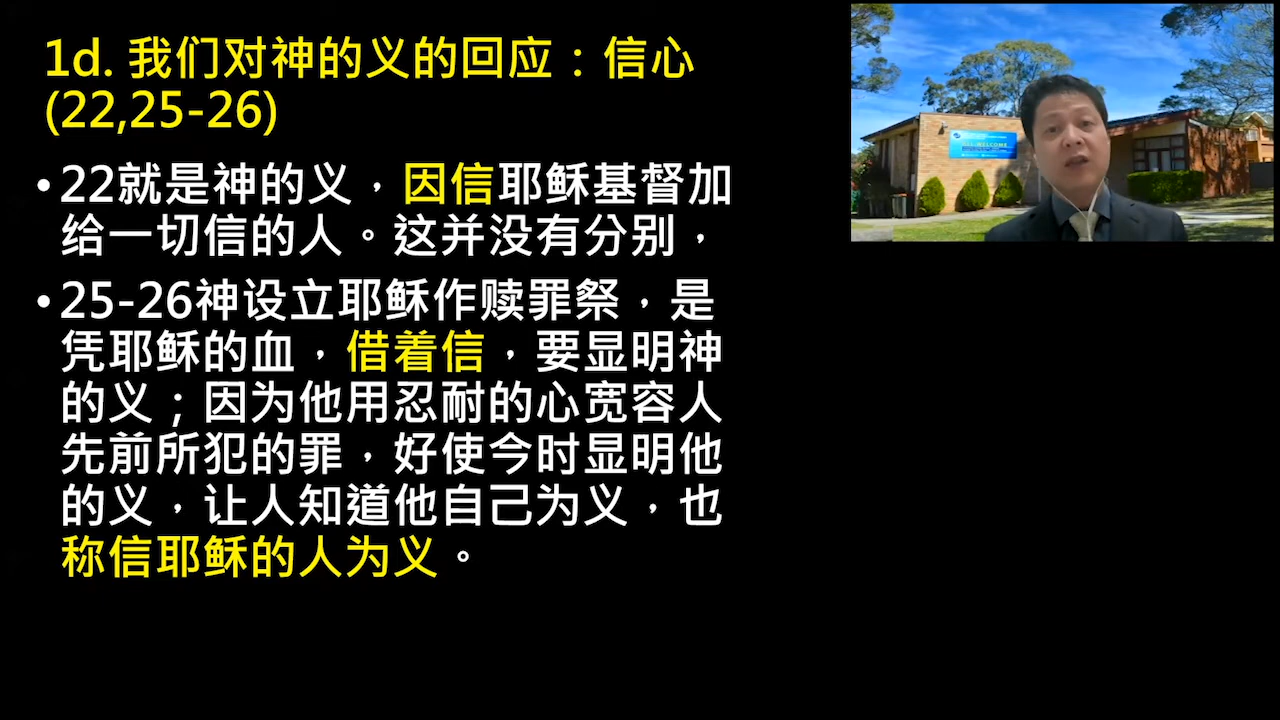 1d. 我们对神的义的回应：信心
(22,25-26)
•22就是神的义，因信耶稣基督加
给一切信的人。这并没有分别，
•25-26神设立耶稣作赎罪祭，是
凭耶稣的血，借着信，要显明神
的义；因为他用忍耐的心宽容人
先前所犯的罪，好使今时显明他
的义，让人知道他自己为义，也
称信耶稣的人为义。
WELCOME